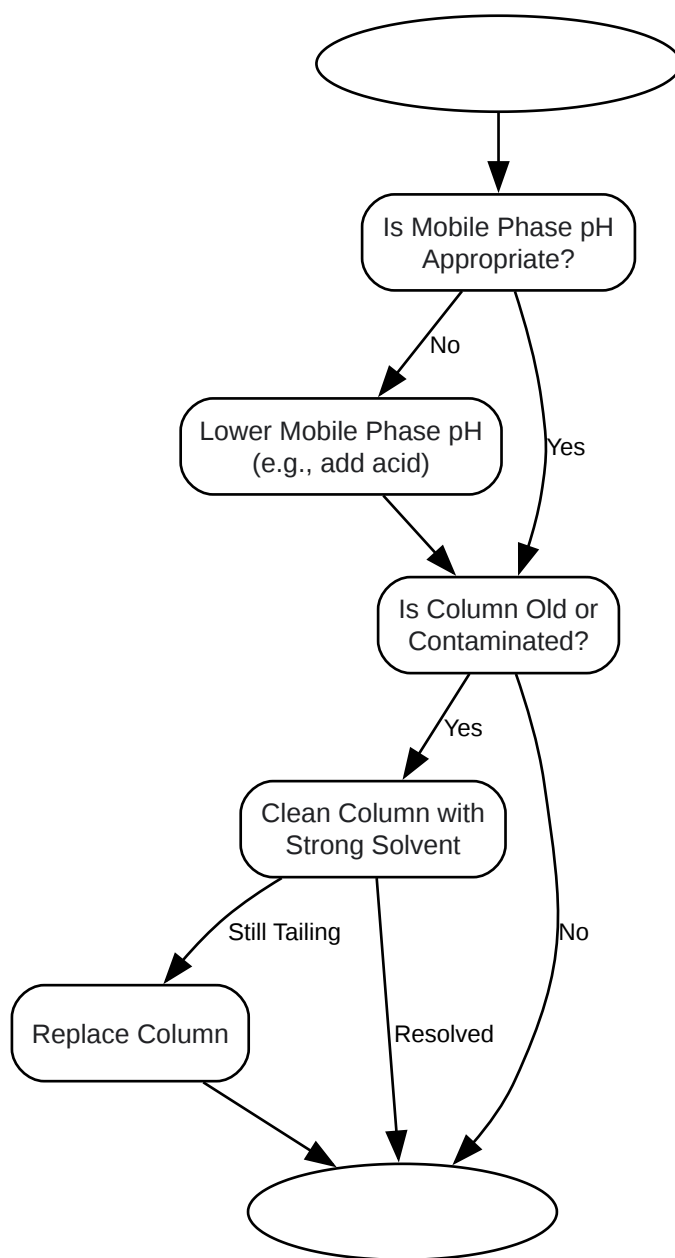 Is Mobile Phase pH
Appropriate?
No
Lower Mobile Phase pH
(e.g., add acid)
Yes
Is Column Old or
Contaminated?
Yes
Clean Column with
Strong Solvent
Still Tailing
No
Replace Column
Resolved